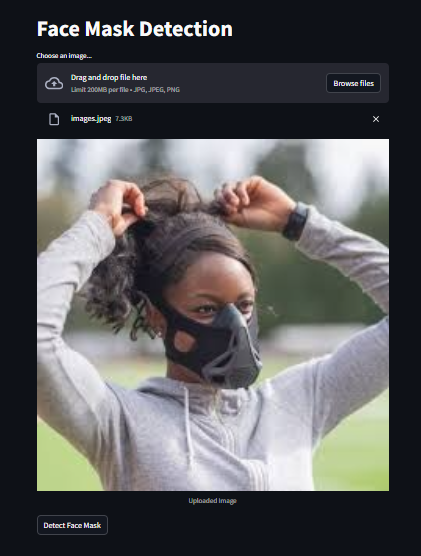 Face Mask Detection
Choose an image...
Drag and drop file here
Limit 200MB per file • JPG, JPEG, PNG
Browse files
images.jpeg 7.3KB
Uploaded Image
Detect Face Mask